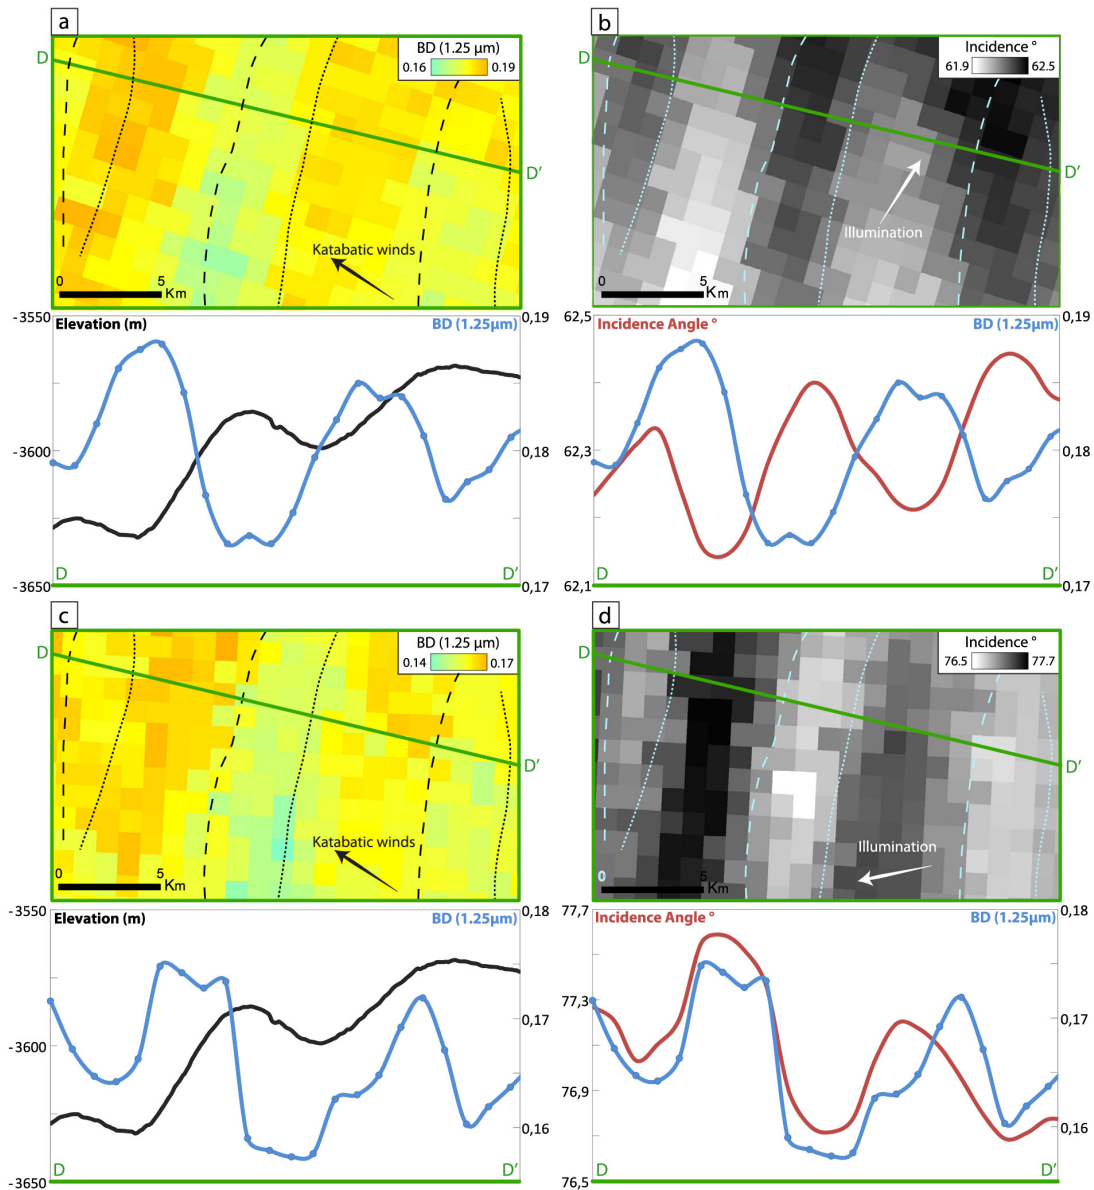 a
D
BD (1.25 µm)
0.16 0.19
D'
Katabatic winds
0 5
Km
b
D
Incidence °
61.9 62.5
D'
Illumination
0 5
Km
-3550
Elevation (m)
BD (1.25µm)
0,19
-3600
0,18
-3650
D D'
0,17
62,5
Incidence Angle °
BD (1.25µm)
0,19
62,3
0,18
62,1
D D'
0,17
c
D
BD (1.25 µm)
0.14 0.17
D'
Katabatic winds
0 5
Km
d
D
Incidence °
76.5 77.7
D'
Illumination
0 5
Km
-3550
Elevation (m)
BD (1.25µm)
0,18
-3600
0,17
0,16
-3650
D D'
77,7
Incidence Angle °
BD (1.25µm)
0,18
77,3
0,17
76,9
0,16
76,5
D D'